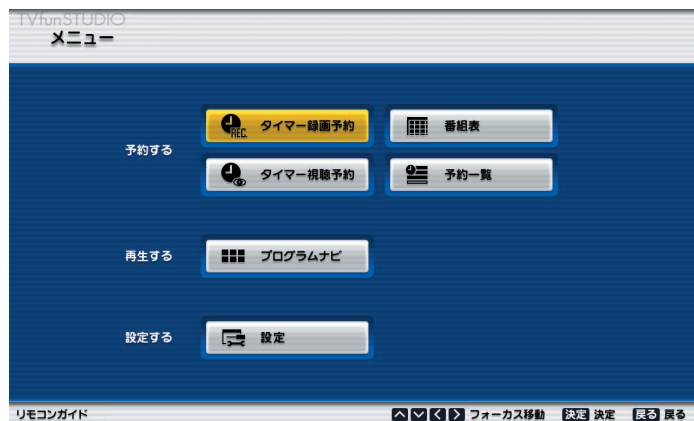 TVfunSTUDIO
メニュー
予約する
REC. タイマー録画予約
番組表
タイマー視聴予約
予約一覧
再生する
プログラムナビ
設定する
設定
リモコンガイド
フォーカス移動 決定 決定 戻る 戻る